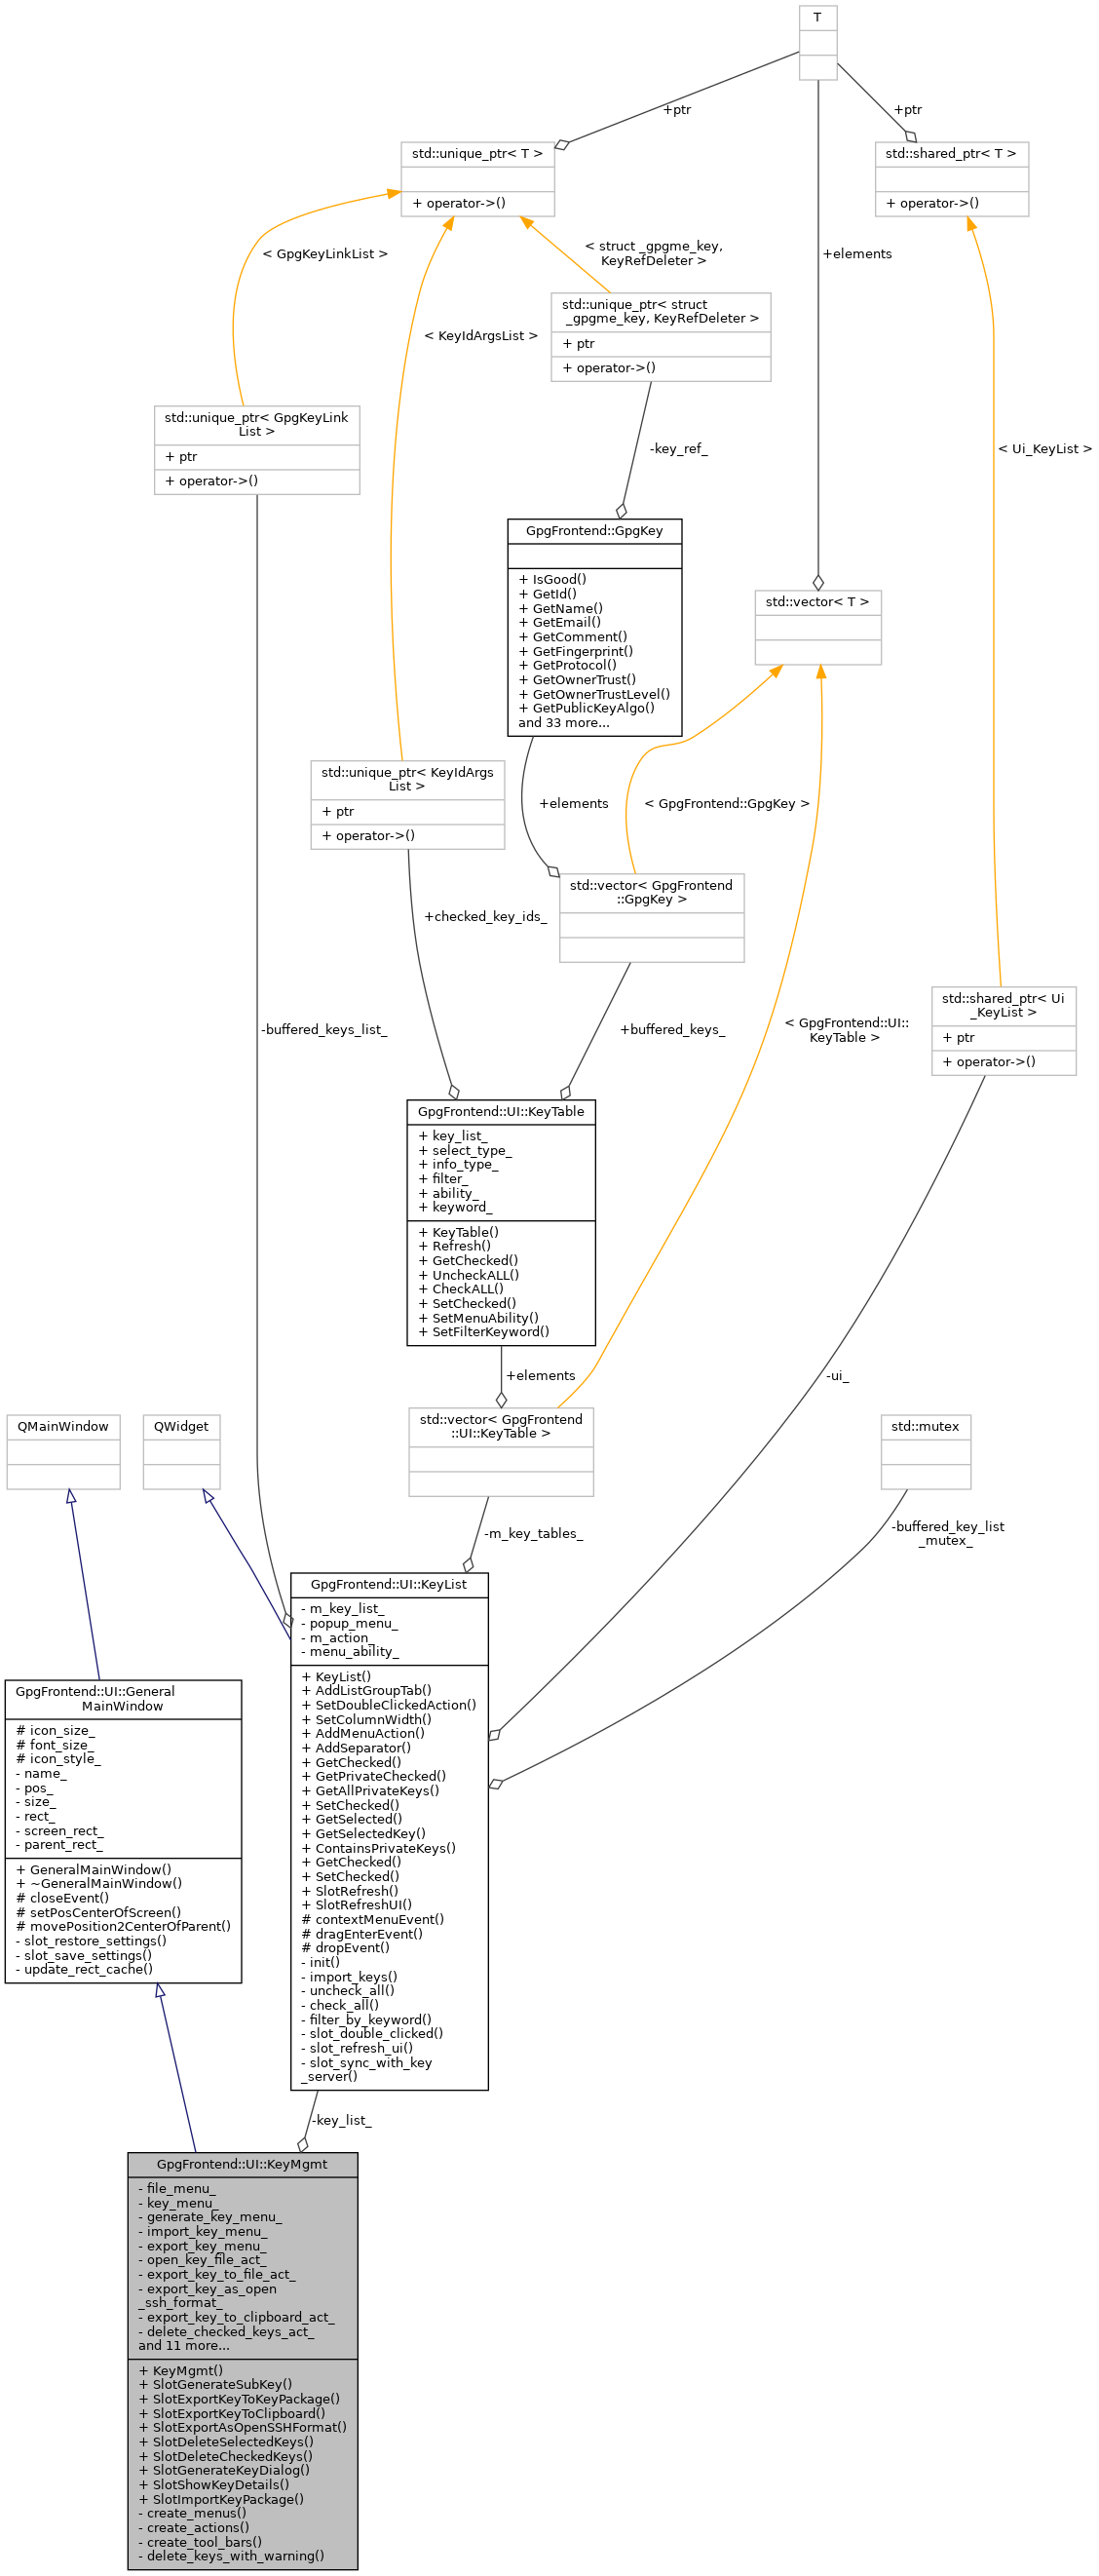 T
+ptr
+ptr
std::unique_ptr< T >
+ operator->()
std::shared_ptr< T >
+ operator->()
< GpgKeyLinkList >
< struct _gpgme_key,
KeyRefDeleter >
+elements
std::unique_ptr< struct
_gpgme_key, KeyRefDeleter >
+ ptr
+ operator->()
< KeyIdArgsList >
std::unique_ptr< GpgKeyLink
List >
+ ptr
+ operator->()
-key_ref_
< Ui_KeyList >
GpgFrontend::GpgKey
+ IsGood()
+ GetId()
+ GetName()
+ GetEmail()
+ GetComment()
+ GetFingerprint()
+ GetProtocol()
+ GetOwnerTrust()
+ GetOwnerTrustLevel()
+ GetPublicKeyAlgo()
and 33 more...
std::vector< T >
std::unique_ptr< KeyIdArgs
List >
+ ptr
+ operator->()
+elements
< GpgFrontend::GpgKey >
std::vector< GpgFrontend
::GpgKey >
+checked_key_ids_
-buffered_keys_list_
+buffered_keys_
< GpgFrontend::UI::
KeyTable >
std::shared_ptr< Ui
_KeyList >
+ ptr
+ operator->()
GpgFrontend::UI::KeyTable
+ key_list_
+ select_type_
+ info_type_
+ filter_
+ ability_
+ keyword_
+ KeyTable()
+ Refresh()
+ GetChecked()
+ UncheckALL()
+ CheckALL()
+ SetChecked()
+ SetMenuAbility()
+ SetFilterKeyword()
+elements
-ui_
QMainWindow
QWidget
std::vector< GpgFrontend
::UI::KeyTable >
std::mutex
-m_key_tables_
-buffered_key_list
_mutex_
GpgFrontend::UI::KeyList
- m_key_list_
- popup_menu_
- m_action_
- menu_ability_
+ KeyList()
+ AddListGroupTab()
+ SetDoubleClickedAction()
+ SetColumnWidth()
+ AddMenuAction()
+ AddSeparator()
+ GetChecked()
+ GetPrivateChecked()
+ GetAllPrivateKeys()
+ SetChecked()
+ GetSelected()
+ GetSelectedKey()
+ ContainsPrivateKeys()
+ GetChecked()
+ SetChecked()
+ SlotRefresh()
+ SlotRefreshUI()
# contextMenuEvent()
# dragEnterEvent()
# dropEvent()
- init()
- import_keys()
- uncheck_all()
- check_all()
- filter_by_keyword()
- slot_double_clicked()
- slot_refresh_ui()
- slot_sync_with_key
_server()
GpgFrontend::UI::General
MainWindow
# icon_size_
# font_size_
# icon_style_
- name_
- pos_
- size_
- rect_
- screen_rect_
- parent_rect_
+ GeneralMainWindow()
+ ~GeneralMainWindow()
# closeEvent()
# setPosCenterOfScreen()
# movePosition2CenterOfParent()
- slot_restore_settings()
- slot_save_settings()
- update_rect_cache()
-key_list_
GpgFrontend::UI::KeyMgmt
- file_menu_
- key_menu_
- generate_key_menu_
- import_key_menu_
- export_key_menu_
- open_key_file_act_
- export_key_to_file_act_
- export_key_as_open
_ssh_format_
- export_key_to_clipboard_act_
- delete_checked_keys_act_
and 11 more...
+ KeyMgmt()
+ SlotGenerateSubKey()
+ SlotExportKeyToKeyPackage()
+ SlotExportKeyToClipboard()
+ SlotExportAsOpenSSHFormat()
+ SlotDeleteSelectedKeys()
+ SlotDeleteCheckedKeys()
+ SlotGenerateKeyDialog()
+ SlotShowKeyDetails()
+ SlotImportKeyPackage()
- create_menus()
- create_actions()
- create_tool_bars()
- delete_keys_with_warning()